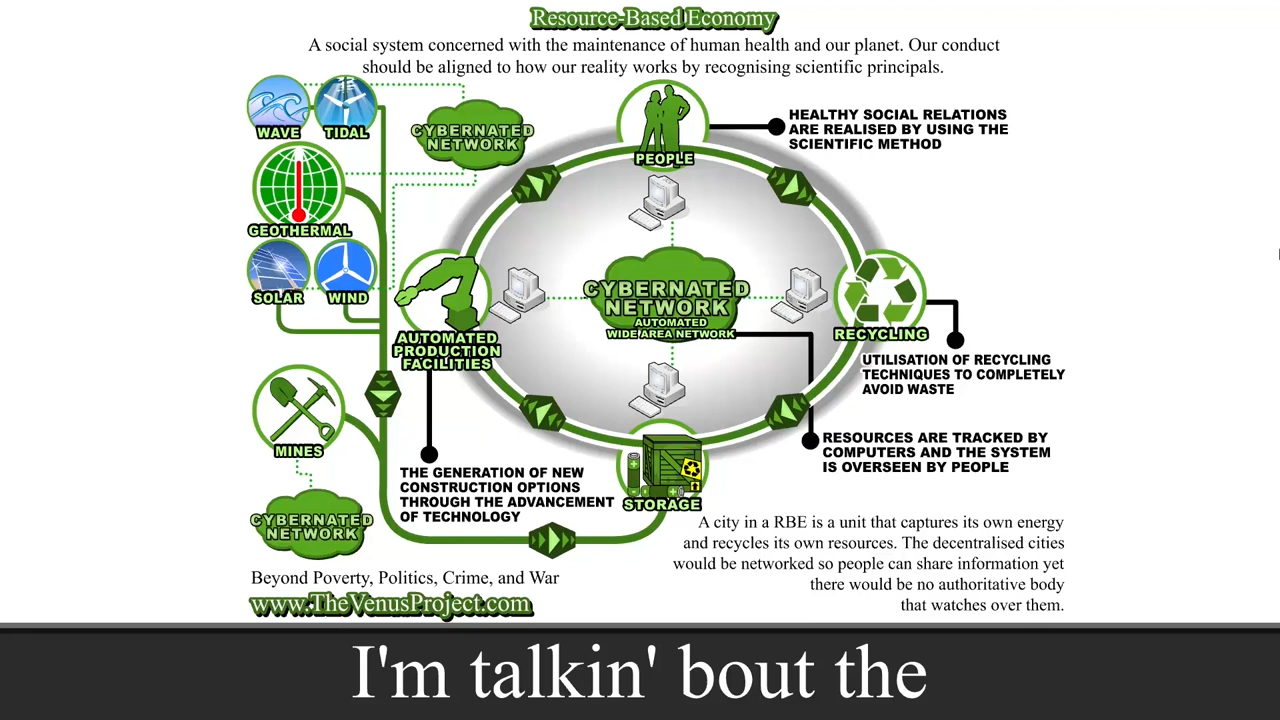 Resource-Based Economy
A social system concerned with the maintenance of human health and our planet. Our conduct
should be aligned to how our reality works by recognising scientific principals.
WAVE
TIDAL
CYBERNATED
NETWORK
PEOPLE
HEALTHY SOCIAL RELATIONS
ARE REALISED BY USING THE
SCIENTIFIC METHOD
GEOTHERMAL
SOLAR
WIND
AUTOMATED
PRODUCTION
FACILITIES
CYBERNATED
NETWORK
AUTOMATED
WIDE AREA NETWORK
RECYCLING
UTILISATION OF RECYCLING
TECHNIQUES TO COMPLETELY
AVOID WASTE
MINES
THE GENERATION OF NEW
CONSTRUCTION OPTIONS
THROUGH THE ADVANCEMENT
OF TECHNOLOGY
STORAGE
RESOURCES ARE TRACKED BY
COMPUTERS AND THE SYSTEM
IS OVERSEEN BY PEOPLE
CYBERNATED
NETWORK
A city in a RBE is a unit that captures its own energy
and recycles its own resources. The decentralised cities
would be networked so people can share information yet
there would be no authoritative body
that watches over them.
Beyond Poverty, Politics, Crime, and War
www.TheVenusProject.com
I'm talkin' bout the